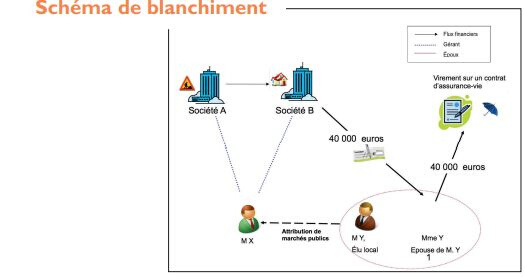 Schéma de blanchiment
Flux financiers
Gérant
Époux
Virement sur un contrat
d'assurance-vie
Société A
Société B
40 000 euros
40 000 euros
Attribution de
marchés publics
M X
M Y,
Élu local
Mme Y
Epouse de M. Y
1